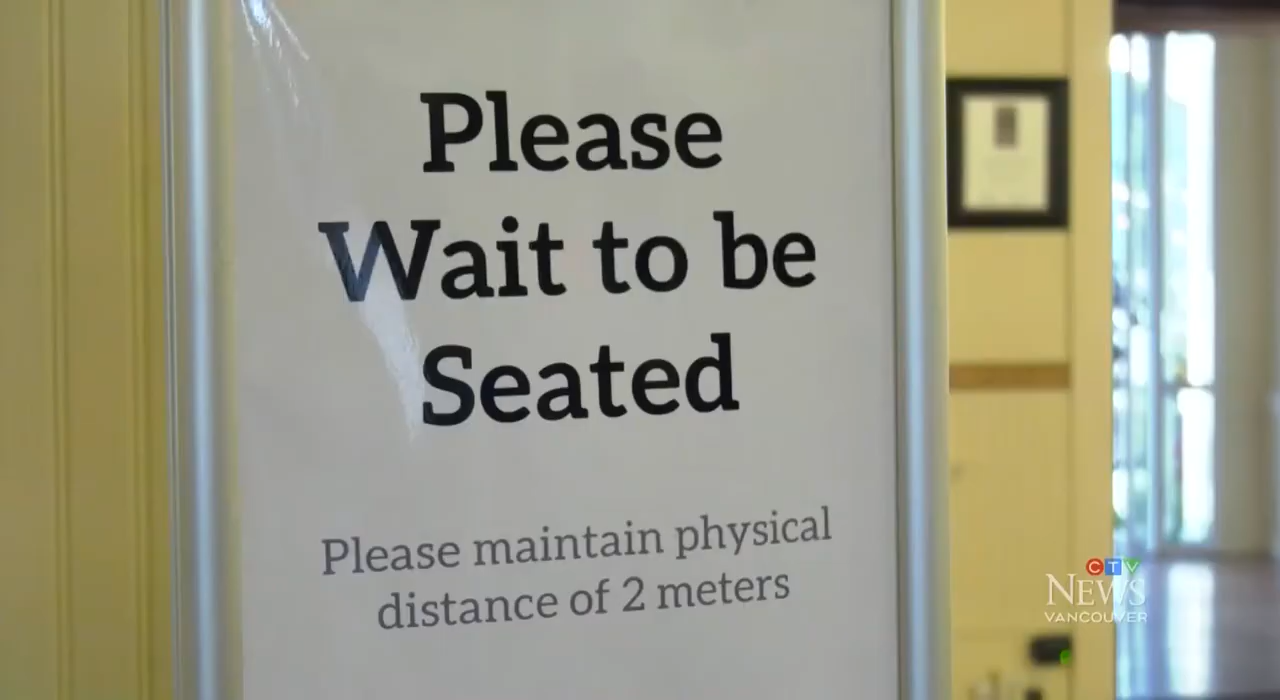 Please
Wait to be
Seated
Please maintain physical
distance of 2 meters
CTV
NEWS
VANCOUVER